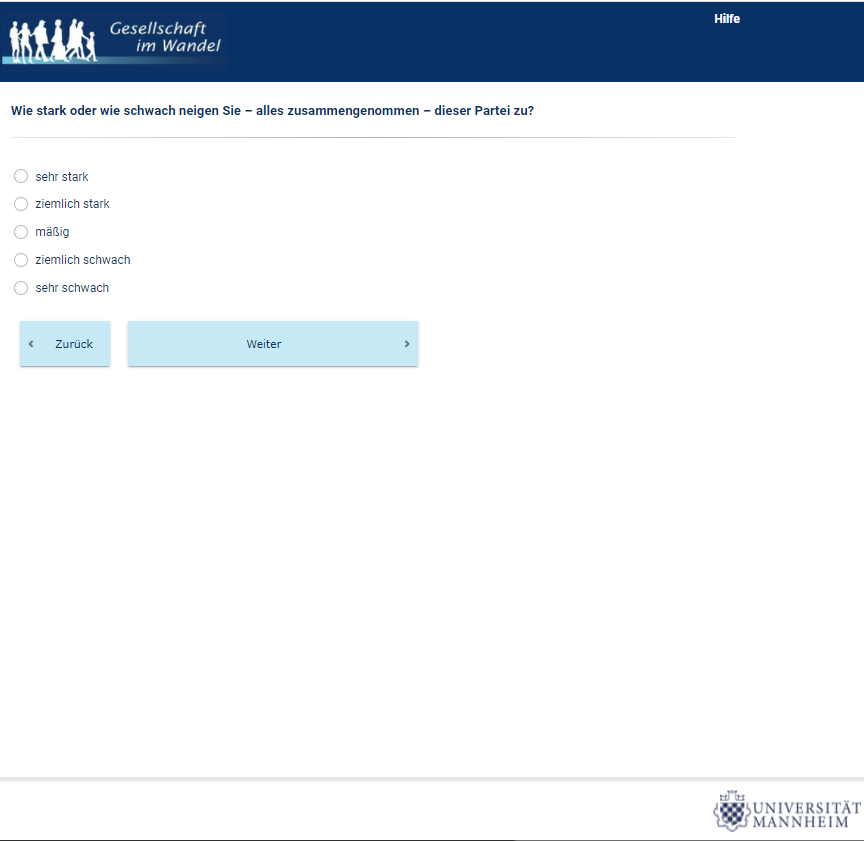 Gesellschaft
im Wandel
Hilfe
Wie stark oder wie schwach neigen Sie – alles zusammengenommen – dieser Partei zu?
sehr stark
ziemlich stark
mäßig
ziemlich schwach
sehr schwach
‹ Zurück
Weiter ›
UNIVERSITÄT
MANNHEIM